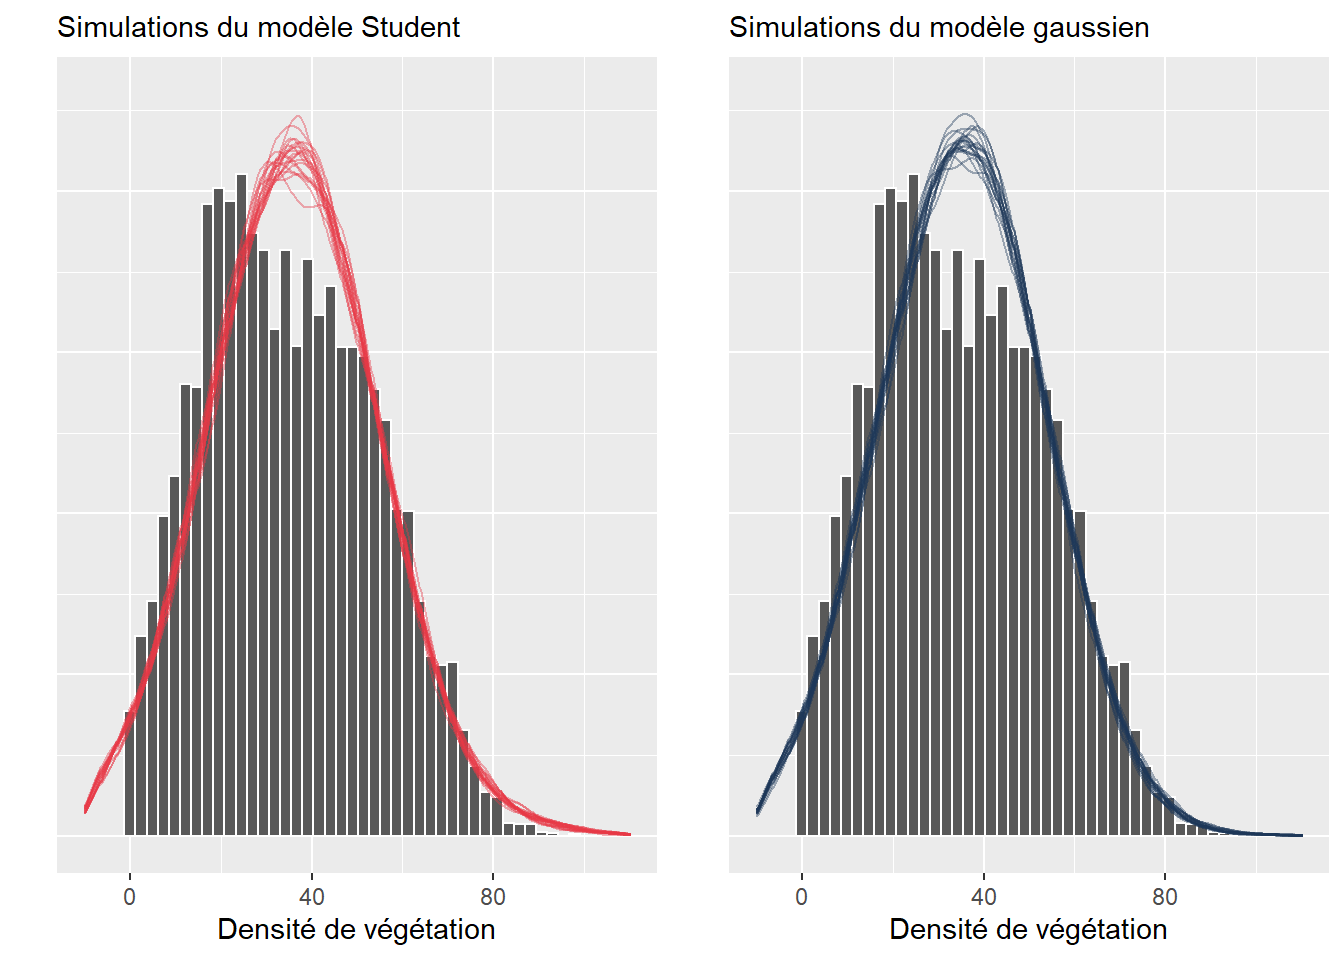 Simulations du modèle Student
Simulations du modèle gaussien
0 40 80
0 40 80
Densité de végétation
Densité de végétation